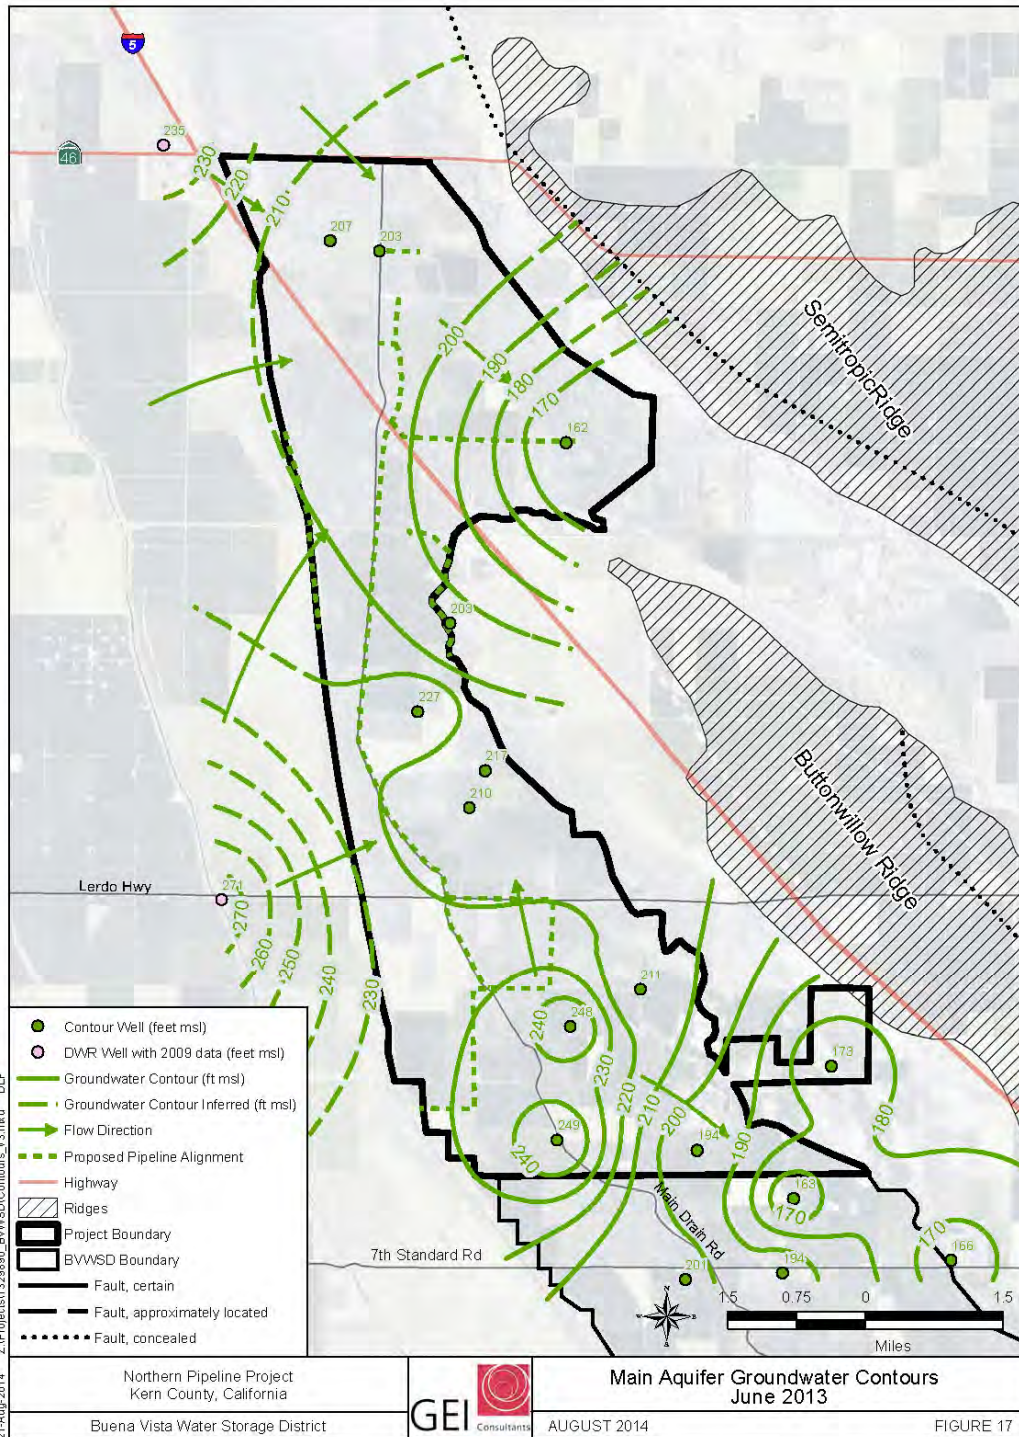 5
46
235
230
220
210
207
203
200
190
180
170
162
Semitropic Ridge
203
227
217
210
Buttonwillow Ridge
Lerdo Hwy
271
270
260
250
240
230
211
248
240
230
220
210
200
190
173
180
249
240
194
163
170
Main Drain Rd
7th Standard Rd
201
194
170
166
N
1.5 0.75 0 1.5
Miles
Contour Well (feet msl)
DWR Well with 2009 data (feet msl)
Groundwater Contour (ft msl)
Groundwater Contour Inferred (ft msl)
Flow Direction
Proposed Pipeline Alignment
Highway
Ridges
Project Boundary
BVWSD Boundary
Fault, certain
Fault, approximately located
Fault, concealed
21-Aug-2014
Northern Pipeline Project
Kern County, California
Buena Vista Water Storage District
GEI Consultants
Main Aquifer Groundwater Contours
June 2013
AUGUST 2014
FIGURE 17